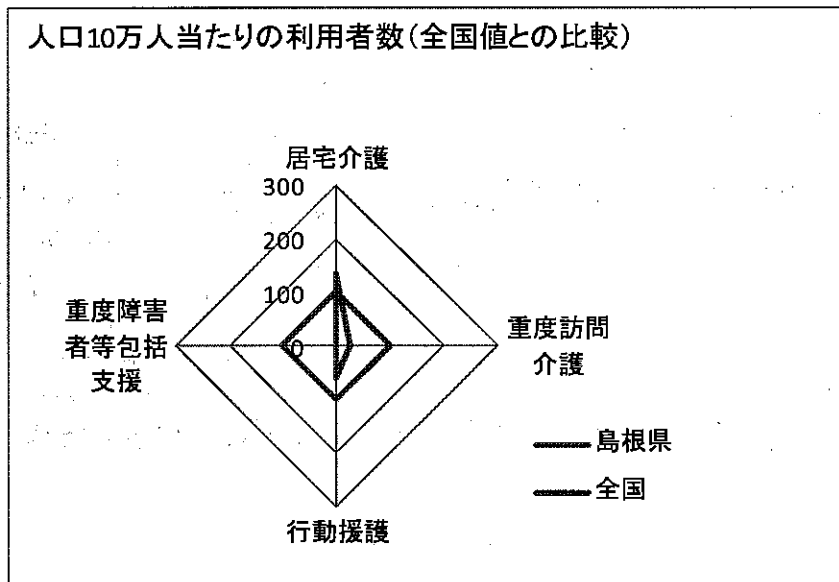 人口10万人当たりの利用者数(全国値との比較)
居宅介護
300
200
100
0
重度障害
者等包括
支援
重度訪問
介護
行動援護
島根県
全国